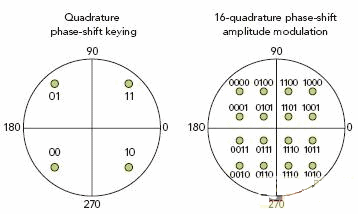 Quadrature
phase-shift keying
90
01
11
180
0
00
10
270
16-quadrature phase-shift
amplitude modulation
90
0000 0100 1100 1000
0001 0101 1101 1001
180
0
0011 0111 1110 1011
0010 0110 1110 1010
270